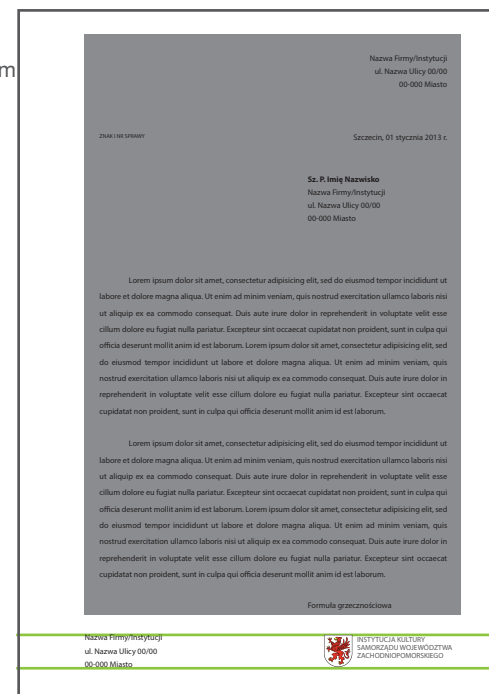 m
Nazwa Firmy/Instytucji
ul. Nazwa Ulicy 00/00
00-000 Miasto
ZNAK I NR SPRAWY
Szczecin, 01 stycznia 2013 r.
Sz. P. Imię Nazwisko
Nazwa Firmy/Instytucji
ul. Nazwa Ulicy 00/00
00-000 Miasto
Lorem ipsum dolor sit amet, consectetur adipisicing elit, sed do eiusmod tempor incididunt ut
labore et dolore magna aliqua. Ut enim ad minim veniam, quis nostrud exercitation ullamco laboris nisi
ut aliquip ex ea commodo consequat. Duis aute irure dolor in reprehenderit in voluptate velit esse
cillum dolore eu fugiat nulla pariatur. Excepteur sint occaecat cupidatat non proident, sunt in culpa qui
officia deserunt mollit anim id est laborum. Lorem ipsum dolor sit amet, consectetur adipisicing elit, sed
do eiusmod tempor incididunt ut labore et dolore magna aliqua. Ut enim ad minim veniam, quis
nostrud exercitation ullamco laboris nisi ut aliquip ex ea commodo consequat. Duis aute irure dolor in
reprehenderit in voluptate velit esse cillum dolore eu fugiat nulla pariatur. Excepteur sint occaecat
cupidatat non proident, sunt in culpa qui officia deserunt mollit anim id est laborum.
Lorem ipsum dolor sit amet, consectetur adipisicing elit, sed do eiusmod tempor incididunt ut
labore et dolore magna aliqua. Ut enim ad minim veniam, quis nostrud exercitation ullamco laboris nisi
ut aliquip ex ea commodo consequat. Duis aute irure dolor in reprehenderit in voluptate velit esse
cillum dolore eu fugiat nulla pariatur. Excepteur sint occaecat cupidatat non proident, sunt in culpa qui
officia deserunt mollit anim id est laborum. Lorem ipsum dolor sit amet, consectetur adipisicing elit, sed
do eiusmod tempor incididunt ut labore et dolore magna aliqua. Ut enim ad minim veniam, quis
nostrud exercitation ullamco laboris nisi ut aliquip ex ea commodo consequat. Duis aute irure dolor in
reprehenderit in voluptate velit esse cillum dolore eu fugiat nulla pariatur. Excepteur sint occaecat
cupidatat non proident, sunt in culpa qui officia deserunt mollit anim id est laborum.
Formuła grzecznościowa
Nazwa Firmy/Instytucji
ul. Nazwa Ulicy 00/00
00-000 Miasto
INSTYTUCJA KULTURY
SAMORZĄDU WOJEWÓDZTWA
ZACHODNIOPOMORSKIEGO